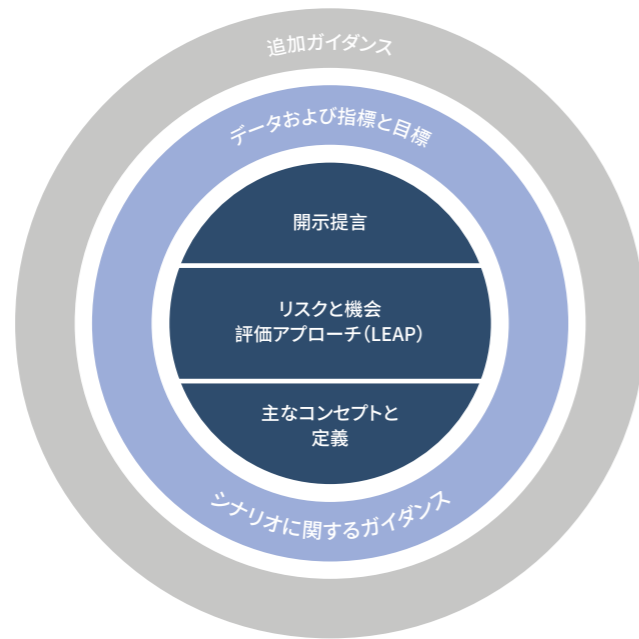 追加ガイダンス
データおよび指標と目標
開示提言
リスクと機会
評価アプローチ（LEAP）
主なコンセプトと
定義
シナリオに関するガイダンス